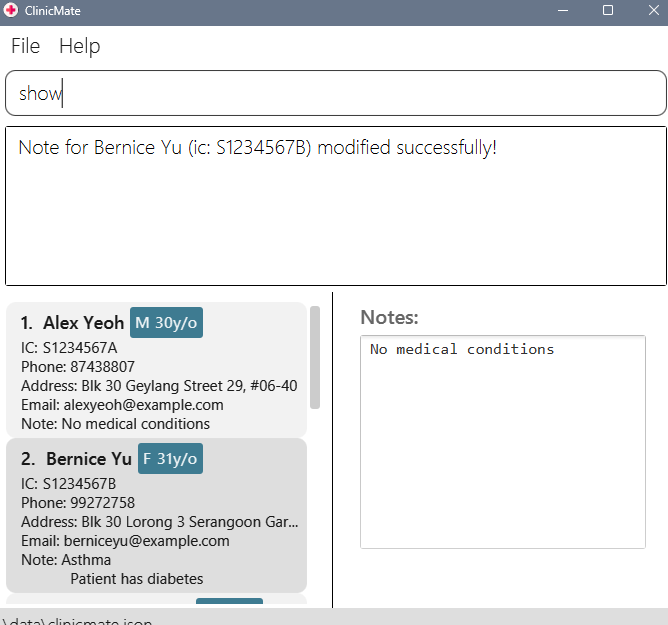 ClinicMate
File Help
show
Note for Bernice Yu (ic: S1234567B) modified successfully!
1. Alex Yeoh M 30y/o
IC: S1234567A
Phone: 87438807
Address: Blk 30 Geylang Street 29, #06-40
Email: alexyeoh@example.com
Note: No medical conditions
2. Bernice Yu F 31y/o
IC: S1234567B
Phone: 99272758
Address: Blk 30 Lorong 3 Serangoon Gar...
Email: berniceyu@example.com
Note: Asthma
Patient has diabetes
Notes:
No medical conditions
.\data\clinicmate.json